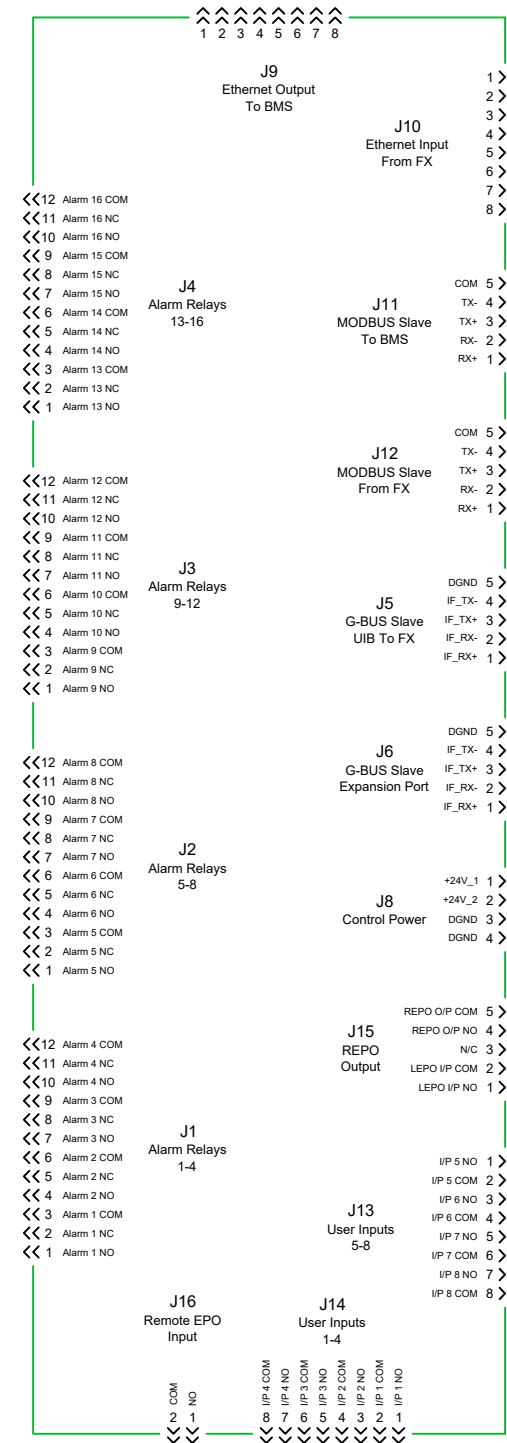 1 2 3 4 5 6 7 8
J9
Ethernet Output
To BMS
1
2
3
4
5
6
7
8
J10
Ethernet Input
From FX
12 Alarm 16 COM
11 Alarm 16 NC
10 Alarm 16 NO
9 Alarm 15 COM
8 Alarm 15 NC
7 Alarm 15 NO
6 Alarm 14 COM
5 Alarm 14 NC
4 Alarm 14 NO
3 Alarm 13 COM
2 Alarm 13 NC
1 Alarm 13 NO
J4
Alarm Relays
13-16
J11
MODBUS Slave
To BMS
COM 5
TX- 4
TX+ 3
RX- 2
RX+ 1
J12
MODBUS Slave
From FX
COM 5
TX- 4
TX+ 3
RX- 2
RX+ 1
12 Alarm 12 COM
11 Alarm 12 NC
10 Alarm 12 NO
9 Alarm 11 COM
8 Alarm 11 NC
7 Alarm 11 NO
6 Alarm 10 COM
5 Alarm 10 NC
4 Alarm 10 NO
3 Alarm 9 COM
2 Alarm 9 NC
1 Alarm 9 NO
J3
Alarm Relays
9-12
J5
G-BUS Slave
UIB To FX
DGND 5
IF_TX- 4
IF_TX+ 3
IF_RX- 2
IF_RX+ 1
J6
G-BUS Slave
Expansion Port
DGND 5
IF_TX- 4
IF_TX+ 3
IF_RX- 2
IF_RX+ 1
12 Alarm 8 COM
11 Alarm 8 NC
10 Alarm 8 NO
9 Alarm 7 COM
8 Alarm 7 NC
7 Alarm 7 NO
6 Alarm 6 COM
5 Alarm 6 NC
4 Alarm 6 NO
3 Alarm 5 COM
2 Alarm 5 NC
1 Alarm 5 NO
J2
Alarm Relays
5-8
J8
Control Power
+24V_1 1
+24V_2 2
DGND 3
DGND 4
J15
REPO
Output
REPO O/P COM 5
REPO O/P NO 4
N/C 3
LEPO I/P COM 2
LEPO I/P NO 1
12 Alarm 4 COM
11 Alarm 4 NC
10 Alarm 4 NO
9 Alarm 3 COM
8 Alarm 3 NC
7 Alarm 3 NO
6 Alarm 2 COM
5 Alarm 2 NC
4 Alarm 2 NO
3 Alarm 1 COM
2 Alarm 1 NC
1 Alarm 1 NO
J1
Alarm Relays
1-4
J13
User Inputs
5-8
I/P 5 NO 1
I/P 5 COM 2
I/P 6 NO 3
I/P 6 COM 4
I/P 7 NO 5
I/P 7 COM 6
I/P 8 NO 7
I/P 8 COM 8
J16
Remote EPO
Input
2 COM
1 NO
J14
User Inputs
1-4
8 I/P 4 COM
7 I/P 4 NO
6 I/P 3 COM
5 I/P 3 NO
4 I/P 2 COM
3 I/P 2 NO
2 I/P 1 COM
1 I/P 1 NO